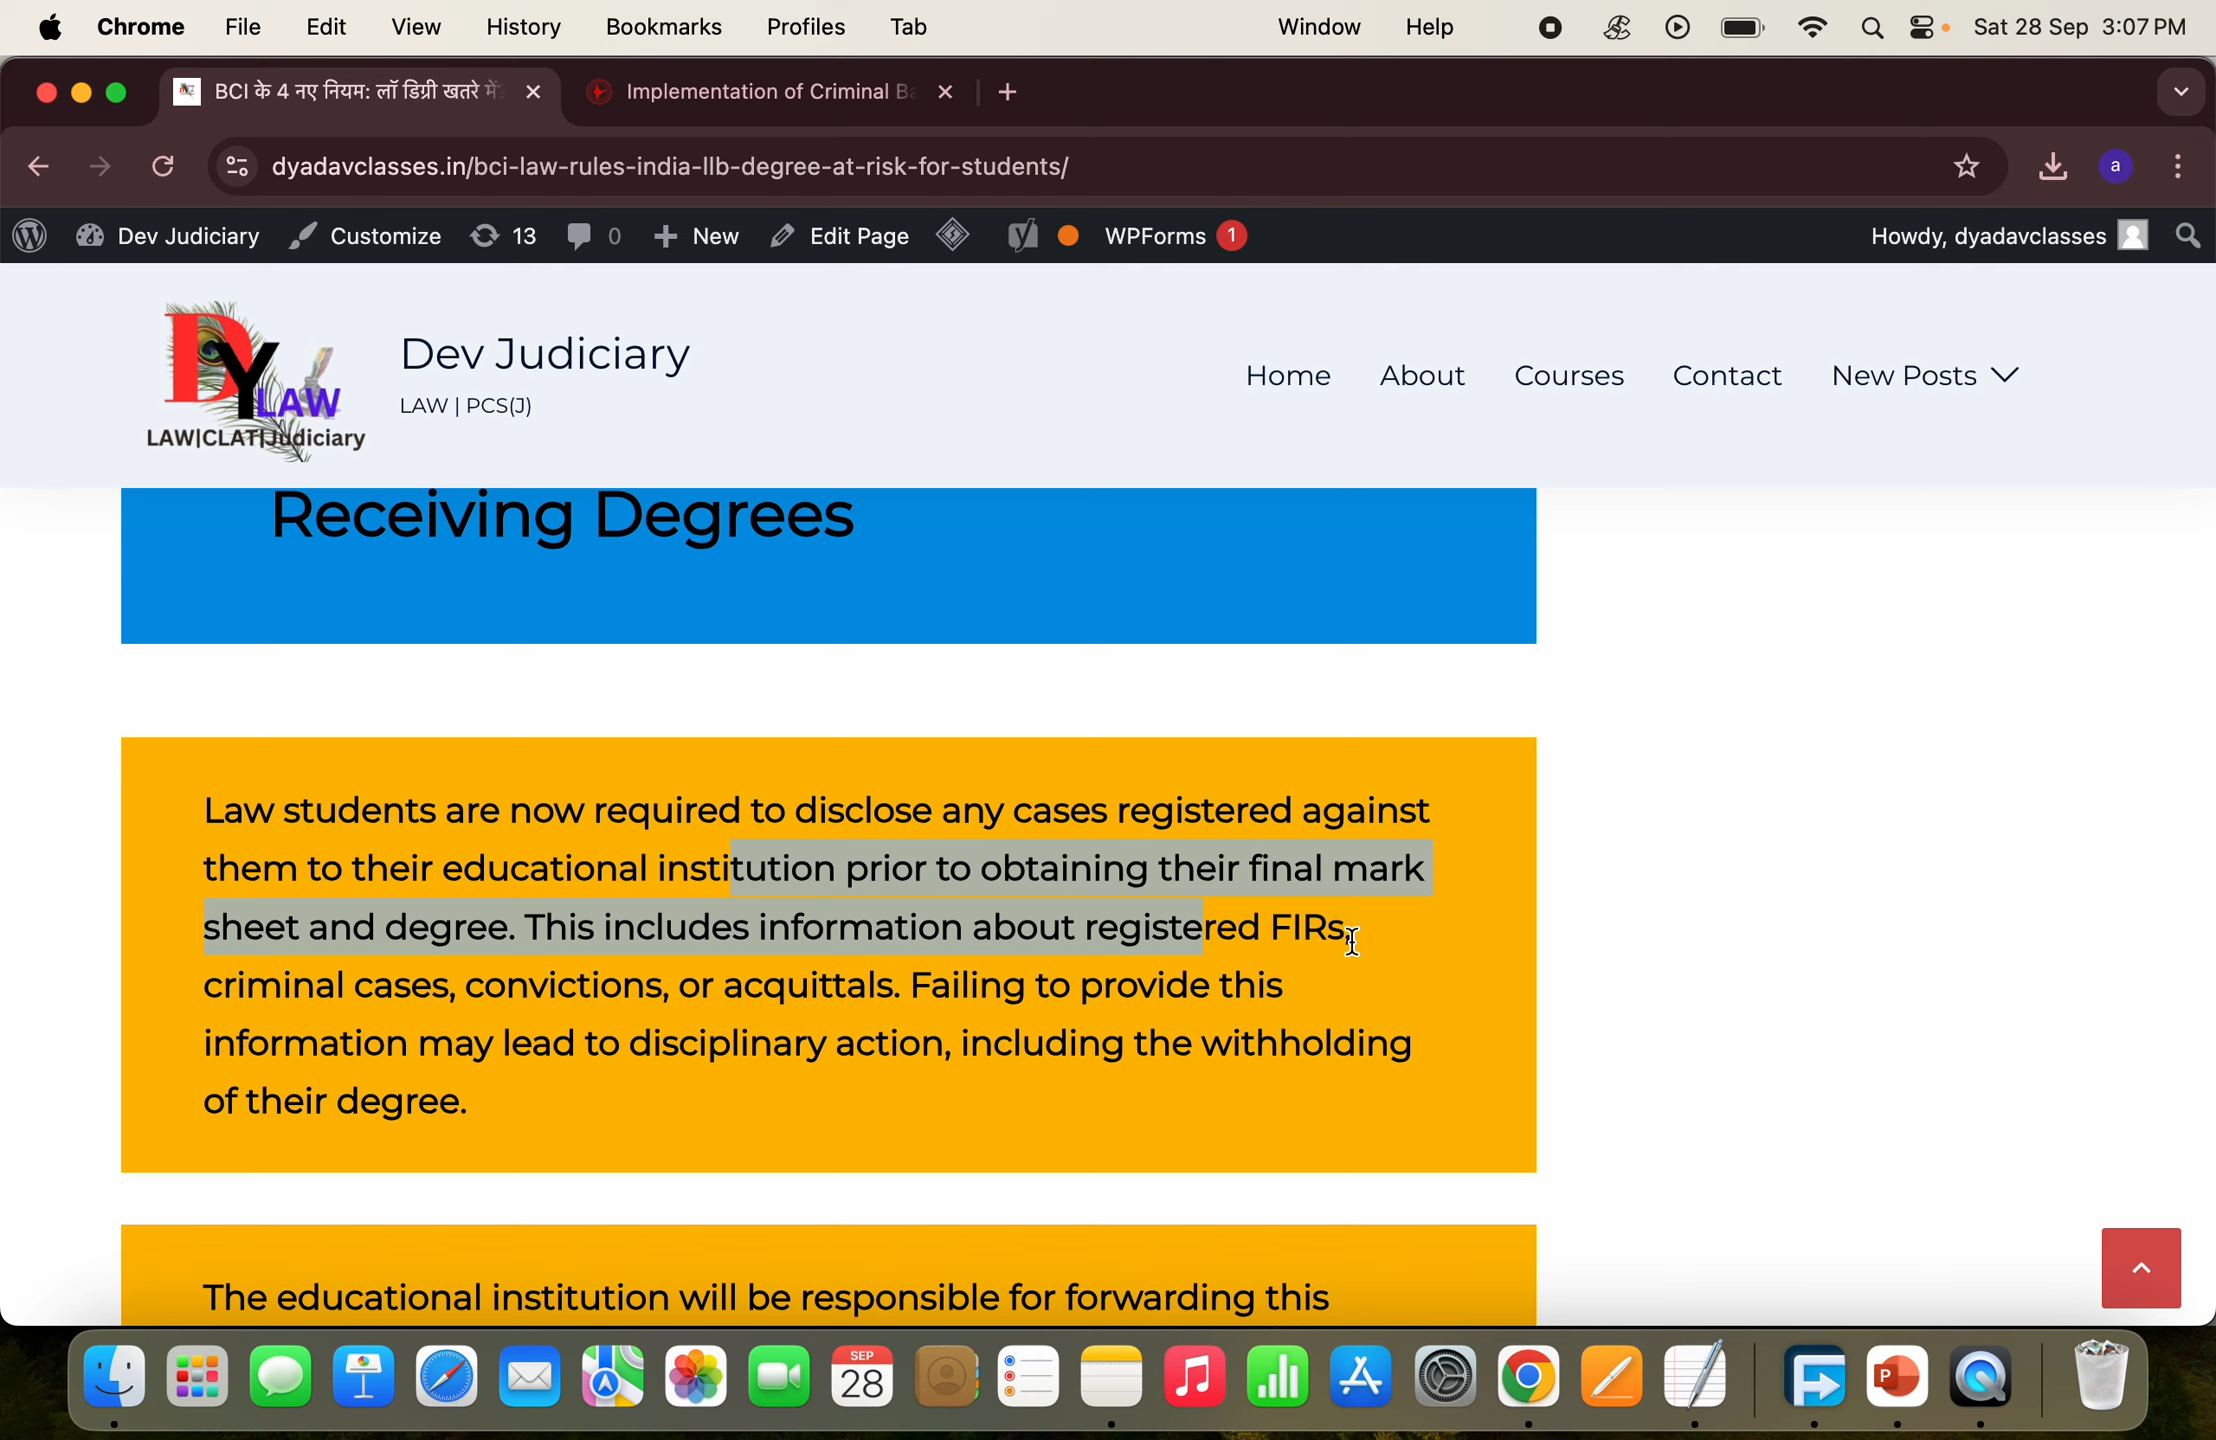 Chrome File Edit View History Bookmarks Profiles Tab Window Help Sat 28 Sep 3:07 PM
BCI के 4 नए नियम: लॉ डिग्री खतरे में Implementation of Criminal Ba
dyadavclasses.in/bci-law-rules-india-llb-degree-at-risk-for-students/
a
Dev Judiciary Customize 13 0 New Edit Page WPForms 1 Howdy, dyadavclasses
DY LAW
LAW|CLAT|Judiciary
Dev Judiciary
LAW | PCS(J)
Home About Courses Contact New Posts
Receiving Degrees
Law students are now required to disclose any cases registered against
them to their educational institution prior to obtaining their final mark
sheet and degree. This includes information about registered FIRs,
criminal cases, convictions, or acquittals. Failing to provide this
information may lead to disciplinary action, including the withholding
of their degree.
The educational institution will be responsible for forwarding this
SEP
28
P